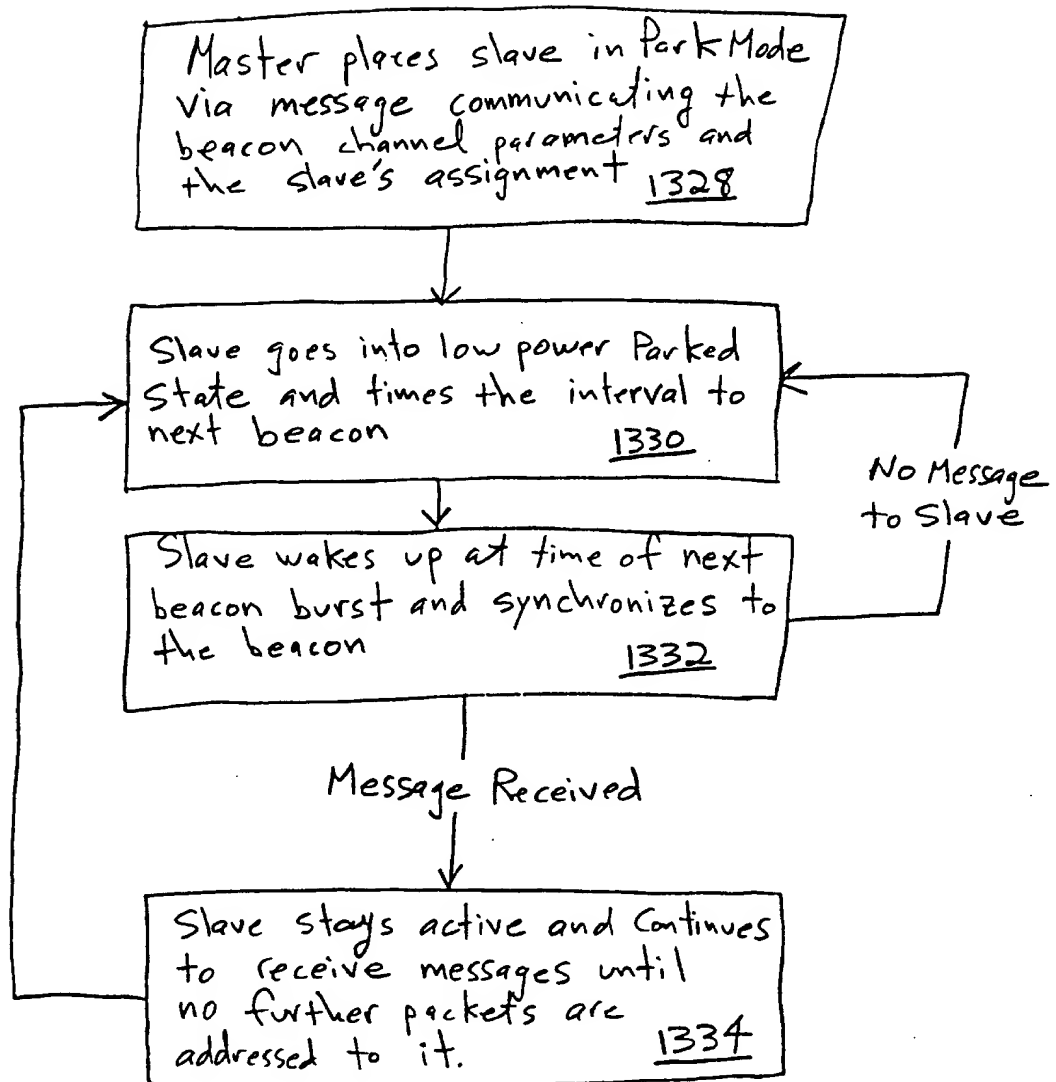 Master places slave in Park Mode
via message communicating the
beacon channel parameters and
the slave's assignment 1328
Slave goes into low power Parked
State and times the interval to
next beacon 1330
No Message
to Slave
Slave wakes up at time of next
beacon burst and synchronizes to
the beacon 1332
Message Received
Slave stays active and Continues
to receive messages until
no further packets are
addressed to it. 1334